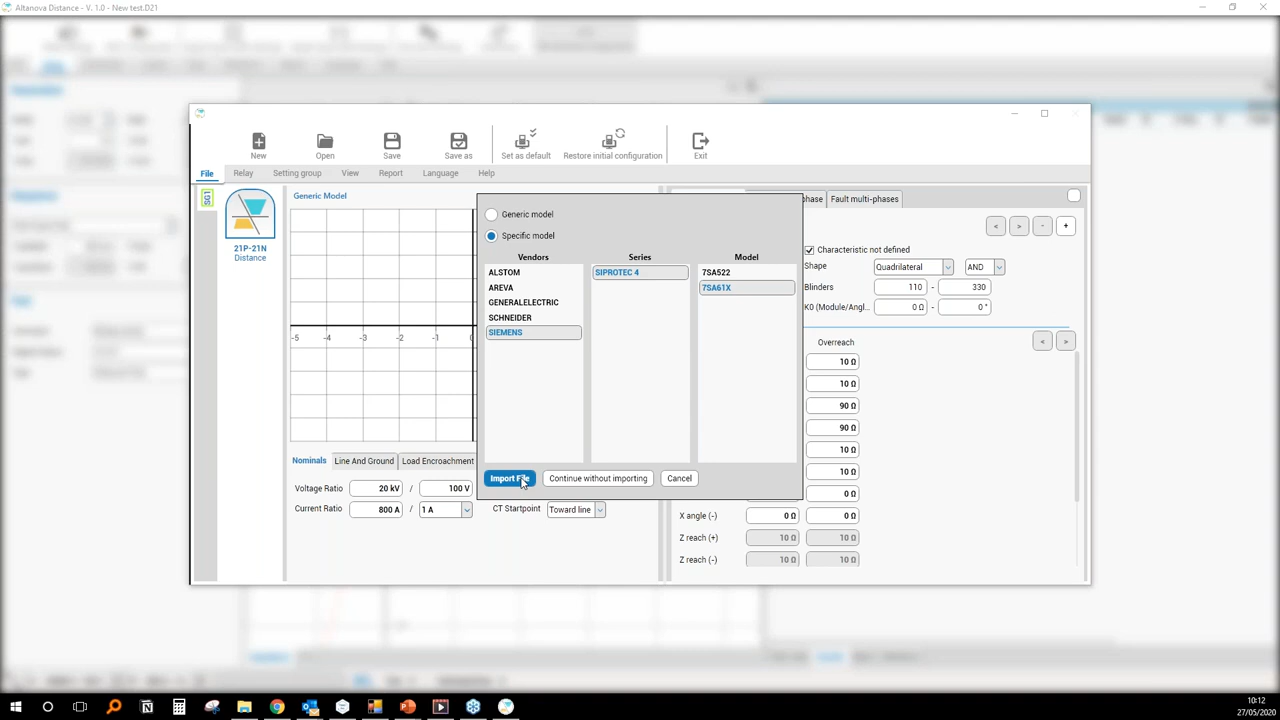 Altanova Distance - V. 1.0 - New test.D21
New
Open
Save
Save as
Set as default
Restore initial configuration
Exit
File
Relay
Setting group
View
Report
Language
Help
SG1
21P-21N
Distance
Generic Model
-5
-4
-3
-2
-1
Generic model
Specific model
Vendors
Series
Model
ALSTOM
AREVA
GENERALELECTRIC
SCHNEIDER
SIEMENS
SIPROTEC 4
7SA522
7SA61X
Import File
Continue without importing
Cancel
phase
Fault multi-phases
<
>
-
+
Characteristic not defined
Shape
Quadrilateral
AND
Blinders
110 - 330
K0 (Module/Angl...
0 Ω - 0 °
Overreach
<
>
10 Ω
10 Ω
90 Ω
90 Ω
10 Ω
10 Ω
0 Ω
X angle (-) 0 Ω 0 Ω
Z reach (+) 10 Ω 10 Ω
Z reach (-) 10 Ω 10 Ω
Nominals
Line And Ground
Load Encroachment
Voltage Ratio 20 kV / 100 V
Current Ratio 800 A / 1 A
CT Startpoint Toward line
10:12
27/05/2020